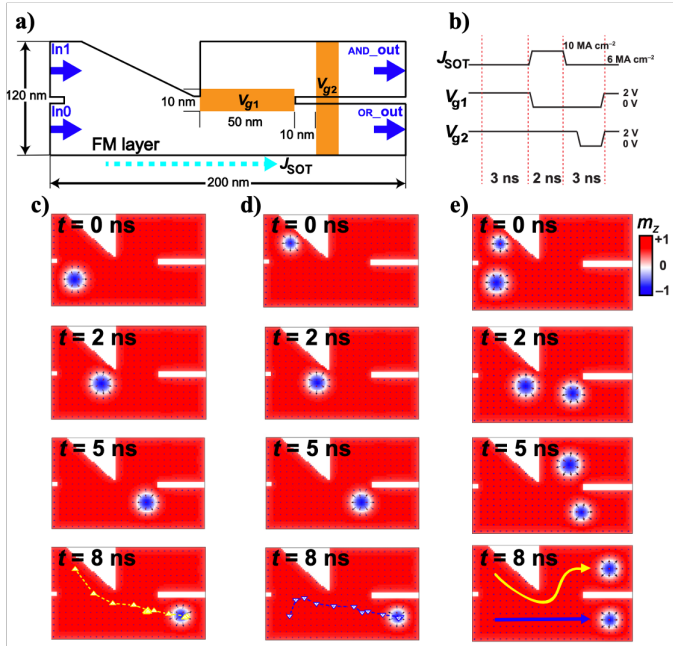 a)
In1
AND_out
120 nm
10 nm
Vg1
Vg2
In0
50 nm
10 nm
OR_out
FM layer
JSOT
200 nm
b)
10 MA cm⁻²
JSOT
6 MA cm⁻²
Vg1
2 V
0 V
Vg2
2 V
0 V
3 ns
2 ns
3 ns
c)
t = 0 ns
t = 2 ns
t = 5 ns
t = 8 ns
d)
t = 0 ns
t = 2 ns
t = 5 ns
t = 8 ns
e)
t = 0 ns
t = 2 ns
t = 5 ns
t = 8 ns
mz
+1
0
−1